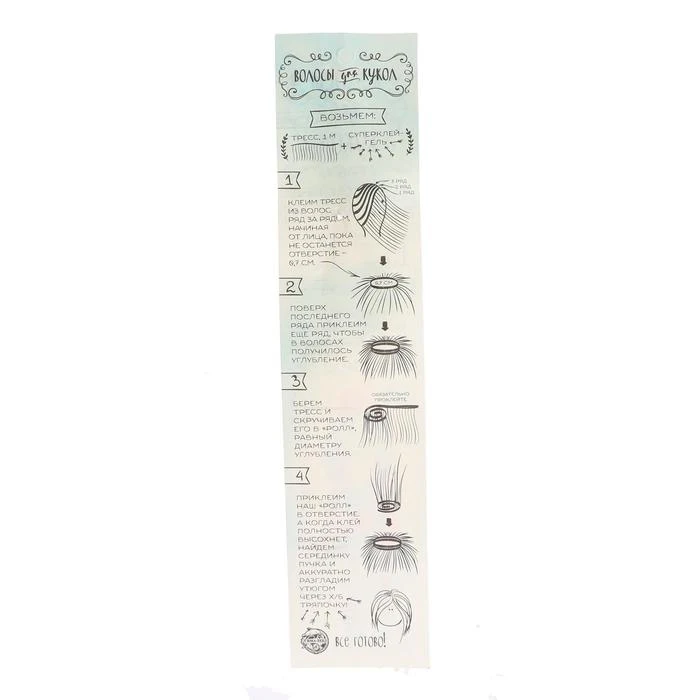 ВОЛОСЫ для КУКОЛ
ВОЗЬМЕМ:
ТРЕСС, 1 М + СУПЕРКЛЕЙ-
ГЕЛЬ
1
3 РЯД
2 РЯД
1 РЯД
КЛЕИМ ТРЕСС
ИЗ ВОЛОС
РЯД ЗА РЯДОМ,
НАЧИНАЯ
ОТ ЛИЦА, ПОКА
НЕ ОСТАНЕТСЯ
ОТВЕРСТИЕ –
0,7 СМ.
0,7 СМ
2
ПОВЕРХ
ПОСЛЕДНЕГО
РЯДА ПРИКЛЕИМ
ЕЩЕ РЯД, ЧТОБЫ
В ВОЛОСАХ
ПОЛУЧИЛОСЬ
УГЛУБЛЕНИЕ.
3
ОБЯЗАТЕЛЬНО
ПРОКЛЕЙТЕ
БЕРЕМ
ТРЕСС И
СКРУЧИВАЕМ
ЕГО В «РОЛЛ»,
РАВНЫЙ
ДИАМЕТРУ
УГЛУБЛЕНИЯ.
4
ПРИКЛЕИМ
НАШ «РОЛЛ»
В ОТВЕРСТИЕ.
А КОГДА КЛЕЙ
ПОЛНОСТЬЮ
ВЫСОХНЕТ,
НАЙДЕМ
СЕРЕДИНКУ
ПУЧКА И
АККУРАТНО
РАЗГЛАДИМ
УТЮГОМ
ЧЕРЕЗ Х/Б
ТРЯПОЧКУ!
ВСЕ ГОТОВО!